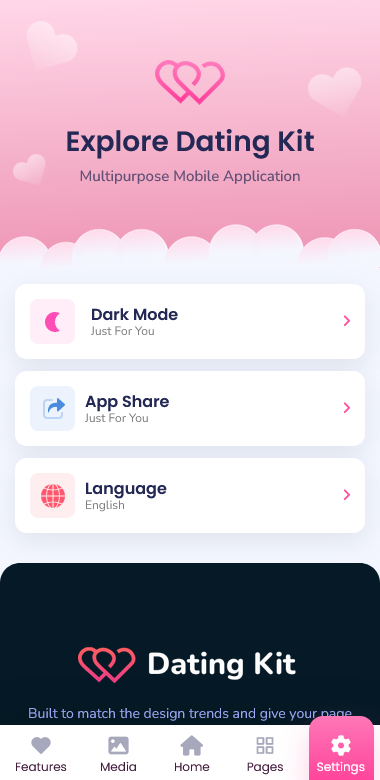 Explore Dating Kit
Multipurpose Mobile Application
Dark Mode
Just For You
App Share
Just For You
Language
English
Dating Kit
Built to match the design trends and give your page
Features
Media
Home
Pages
Settings